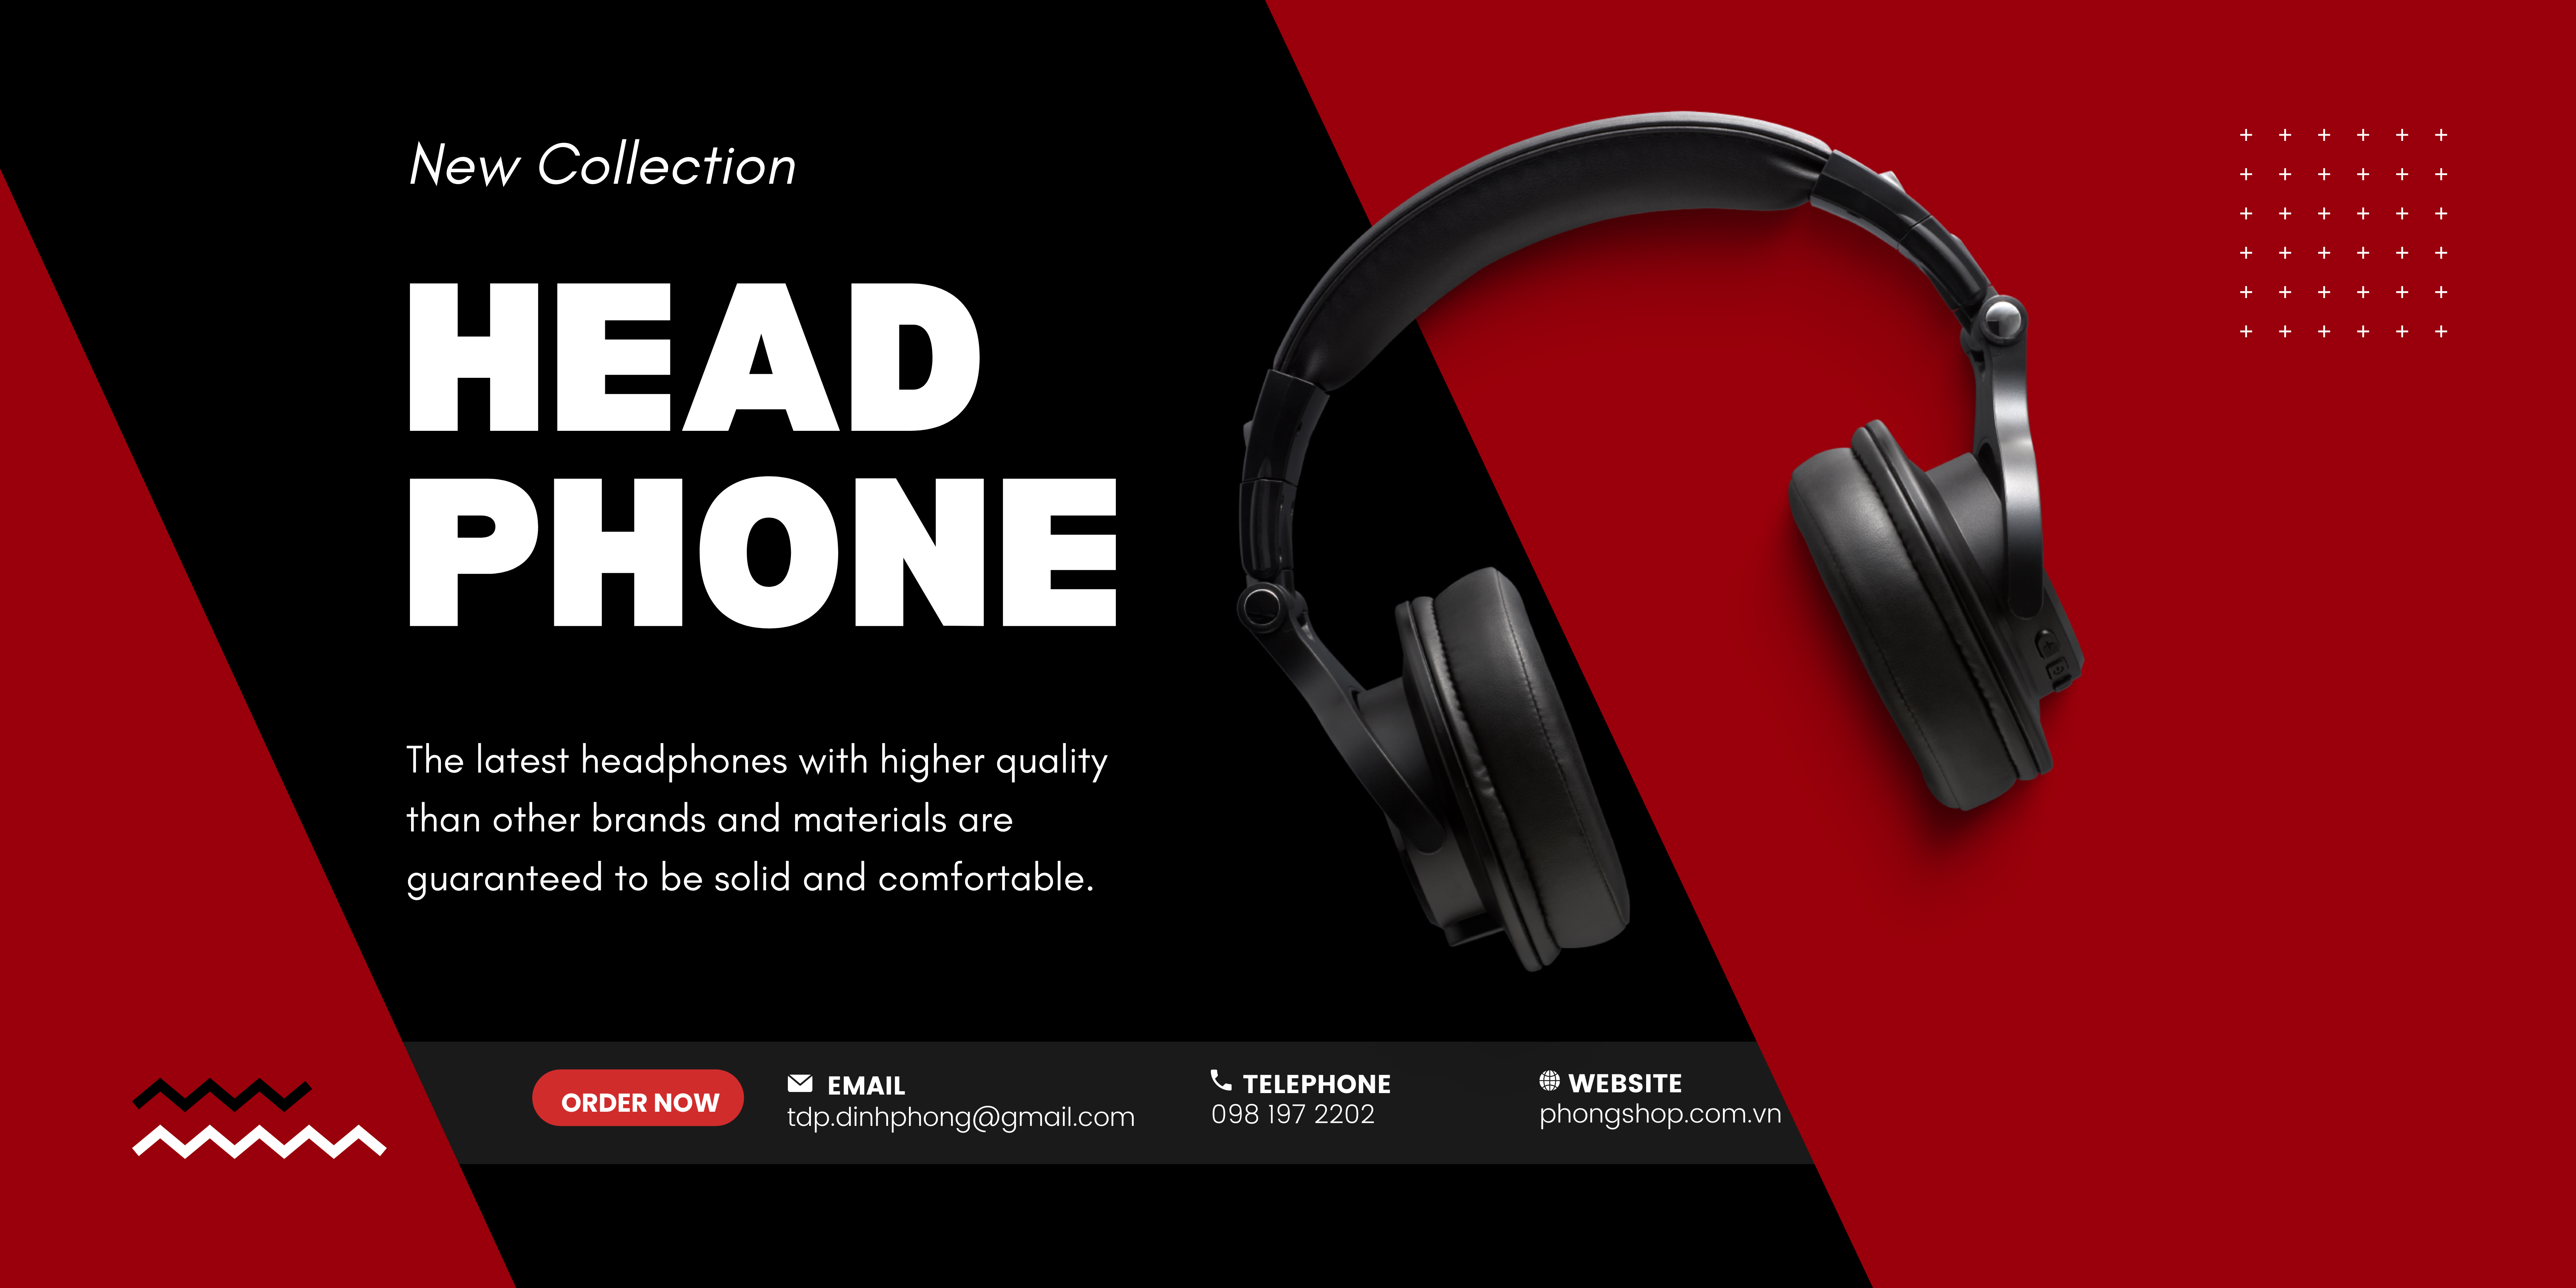 New Collection
HEAD
PHONE
The latest headphones with higher quality
than other brands and materials are
guaranteed to be solid and comfortable.
ORDER NOW
EMAIL
tdp.dinhphong@gmail.com
TELEPHONE
098 197 2202
WEBSITE
phongshop.com.vn